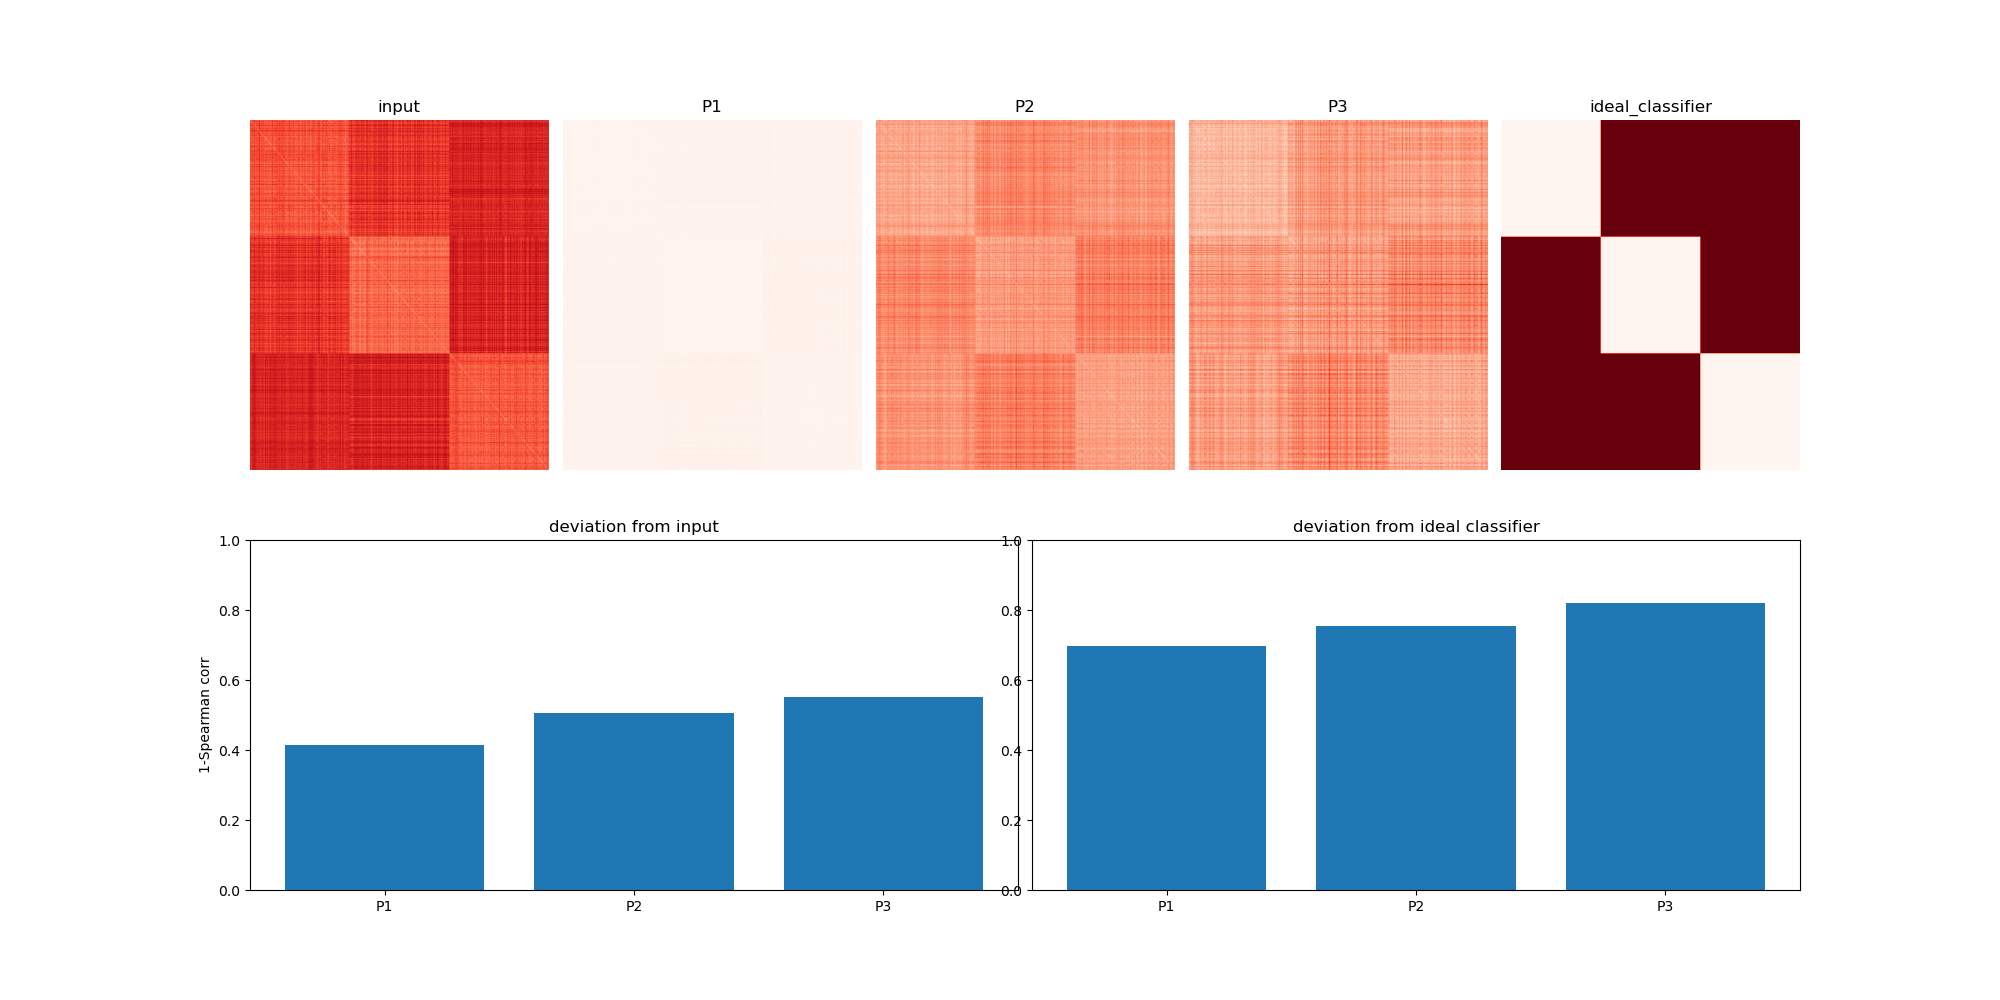 input P1 P2 P3 ideal_classifier
deviation from input
deviation from ideal classifier
1-Spearman corr
1.0
0.8
0.6
0.4
0.2
0.0
P1 P2 P3
1.0
0.8
0.6
0.4
0.2
0.0
P1 P2 P3